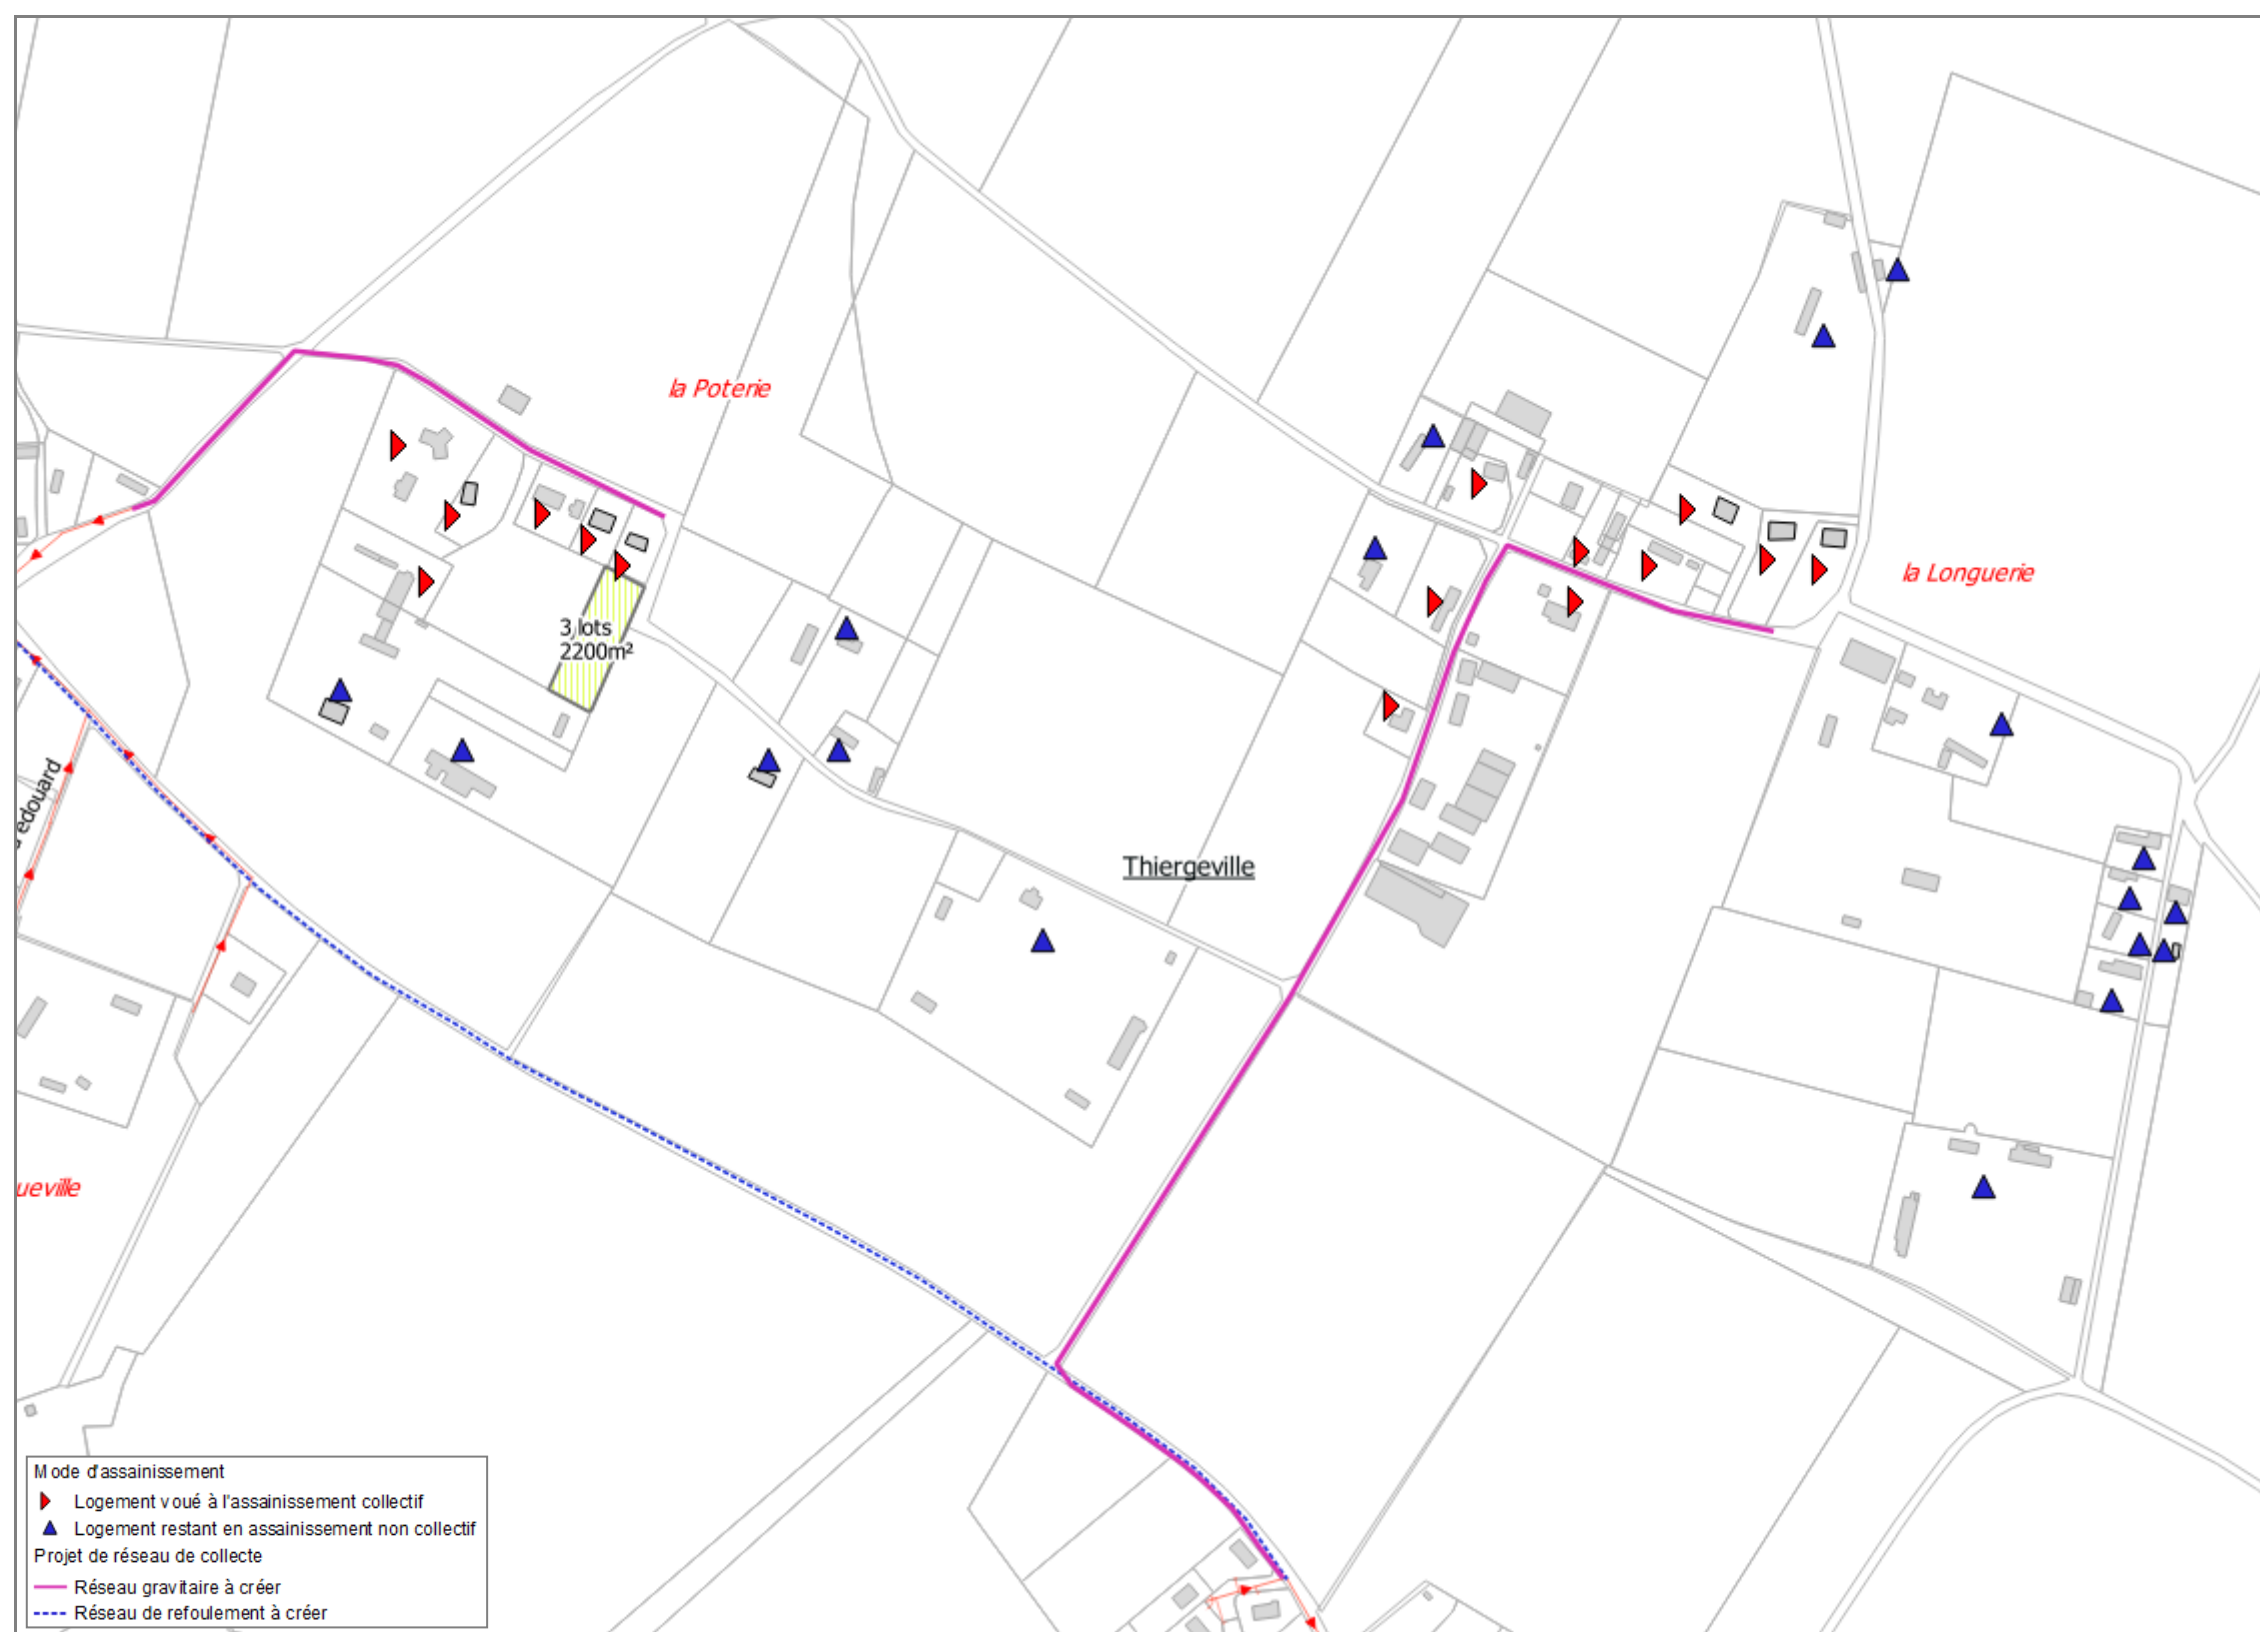 la Poterie
la Longuerie
3 lots
2200m²
edouard
Thiergeville
ueville
Mode d'assainissement
Logement voué à l'assainissement collectif
Logement restant en assainissement non collectif
Projet de réseau de collecte
Réseau gravitaire à créer
Réseau de refoulement à créer